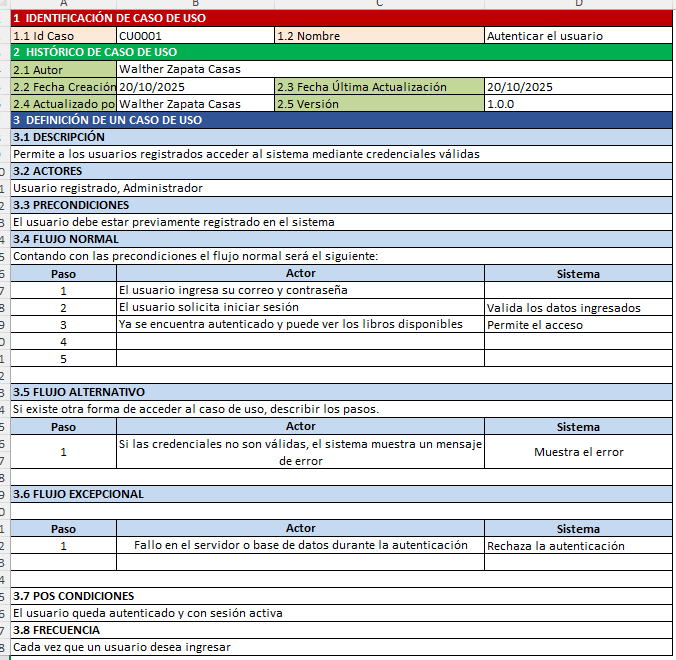 A B C D
1 IDENTIFICACIÓN DE CASO DE USO
1.1 Id Caso CU0001 1.2 Nombre Autenticar el usuario
2 HISTÓRICO DE CASO DE USO
2.1 Autor Walther Zapata Casas
2.2 Fecha Creación 20/10/2025 2.3 Fecha Última Actualización 20/10/2025
2.4 Actualizado po Walther Zapata Casas 2.5 Versión 1.0.0
3 DEFINICIÓN DE UN CASO DE USO
3.1 DESCRIPCIÓN
Permite a los usuarios registrados acceder al sistema mediante credenciales válidas
3.2 ACTORES
Usuario registrado, Administrador
3.3 PRECONDICIONES
El usuario debe estar previamente registrado en el sistema
3.4 FLUJO NORMAL
Contando con las precondiciones el flujo normal será el siguiente:
Paso Actor Sistema
1 El usuario ingresa su correo y contraseña
2 El usuario solicita iniciar sesión Valida los datos ingresados
3 Ya se encuentra autenticado y puede ver los libros disponibles Permite el acceso
4
5
3.5 FLUJO ALTERNATIVO
Si existe otra forma de acceder al caso de uso, describir los pasos.
Paso Actor Sistema
1 Si las credenciales no son válidas, el sistema muestra un mensaje de error Muestra el error
3.6 FLUJO EXCEPCIONAL
Paso Actor Sistema
1 Fallo en el servidor o base de datos durante la autenticación Rechaza la autenticación
3.7 POS CONDICIONES
El usuario queda autenticado y con sesión activa
3.8 FRECUENCIA
Cada vez que un usuario desea ingresar